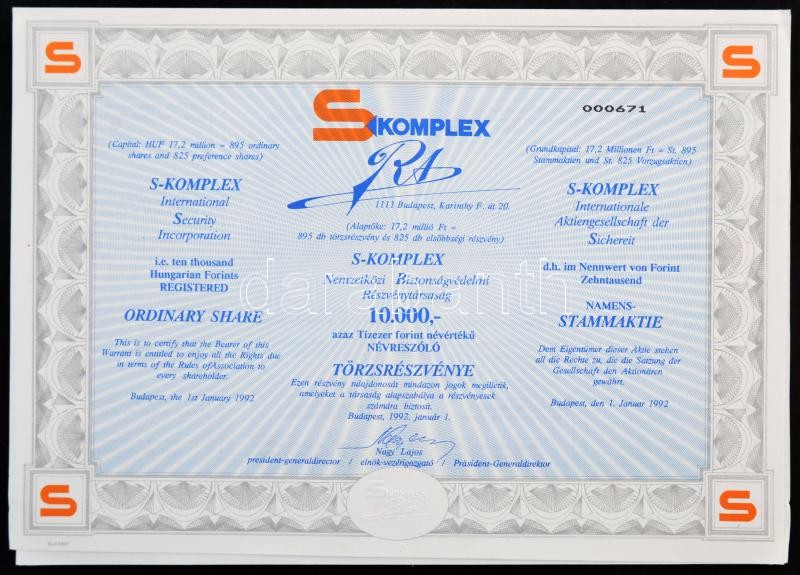 S
S
S KOMPLEX
RA
1111 Budapest, Karinthy F. út 20.
000671
(Capital: HUF 17,2 million = 895 ordinary
shares and 825 preference shares)
S-KOMPLEX
International
Security
Incorporation
i.e. ten thousand
Hungarian Forints
REGISTERED
ORDINARY SHARE
This is to certify that the Bearer of this
Warrant is entitled to enjoy all the Rights due
in terms of the Rules of Association to
every shareholder.
Budapest, the 1st January 1992
(Alaptőke: 17,2 millió Ft =
895 db törzsrészvény és 825 db elsőbbségi részvény)
S-KOMPLEX
Nemzetközi Biztonságvédelmi
Részvénytársaság
10.000,-
azaz Tízezer forint névértékű
NÉVRESZÓLÓ
TÖRZSRÉSZVÉNYE
Ezen részvény tulajdonosát mindazon jogok megilletik,
amelyeket a társaság alapszabálya a részvényesek
számára biztosít.
Budapest, 1992. január 1.
Nagy Lajos
president-generaldirector / elnök-vezérigazgató / Präsident-Generaldirektor
(Grundkapital: 17,2 Millionen Ft = St. 895
Stammaktien und St. 825 Vorzugsaktien)
S-KOMPLEX
Internationale
Aktiengesellschaft der
Sichereit
d.h. im Nennwert von Forint
Zehntausend
NAMENS-
STAMMAKTIE
Dem Eigentümer dieser Aktie stehen
all die Rechte zu, die die Satzung der
Gesellschaft den Aktionären
gewährt.
Budapest, den 1. Januar 1992
darabanth
S
S